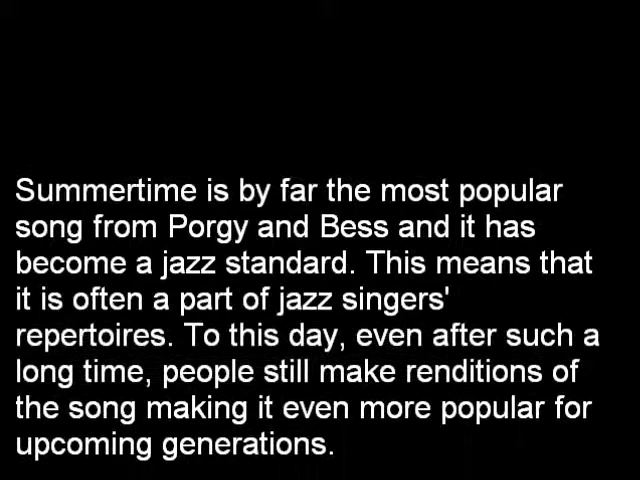 Summertime is by far the most popular
song from Porgy and Bess and it has
become a jazz standard. This means that
it is often a part of jazz singers'
repertoires. To this day, even after such a
long time, people still make renditions of
the song making it even more popular for
upcoming generations.